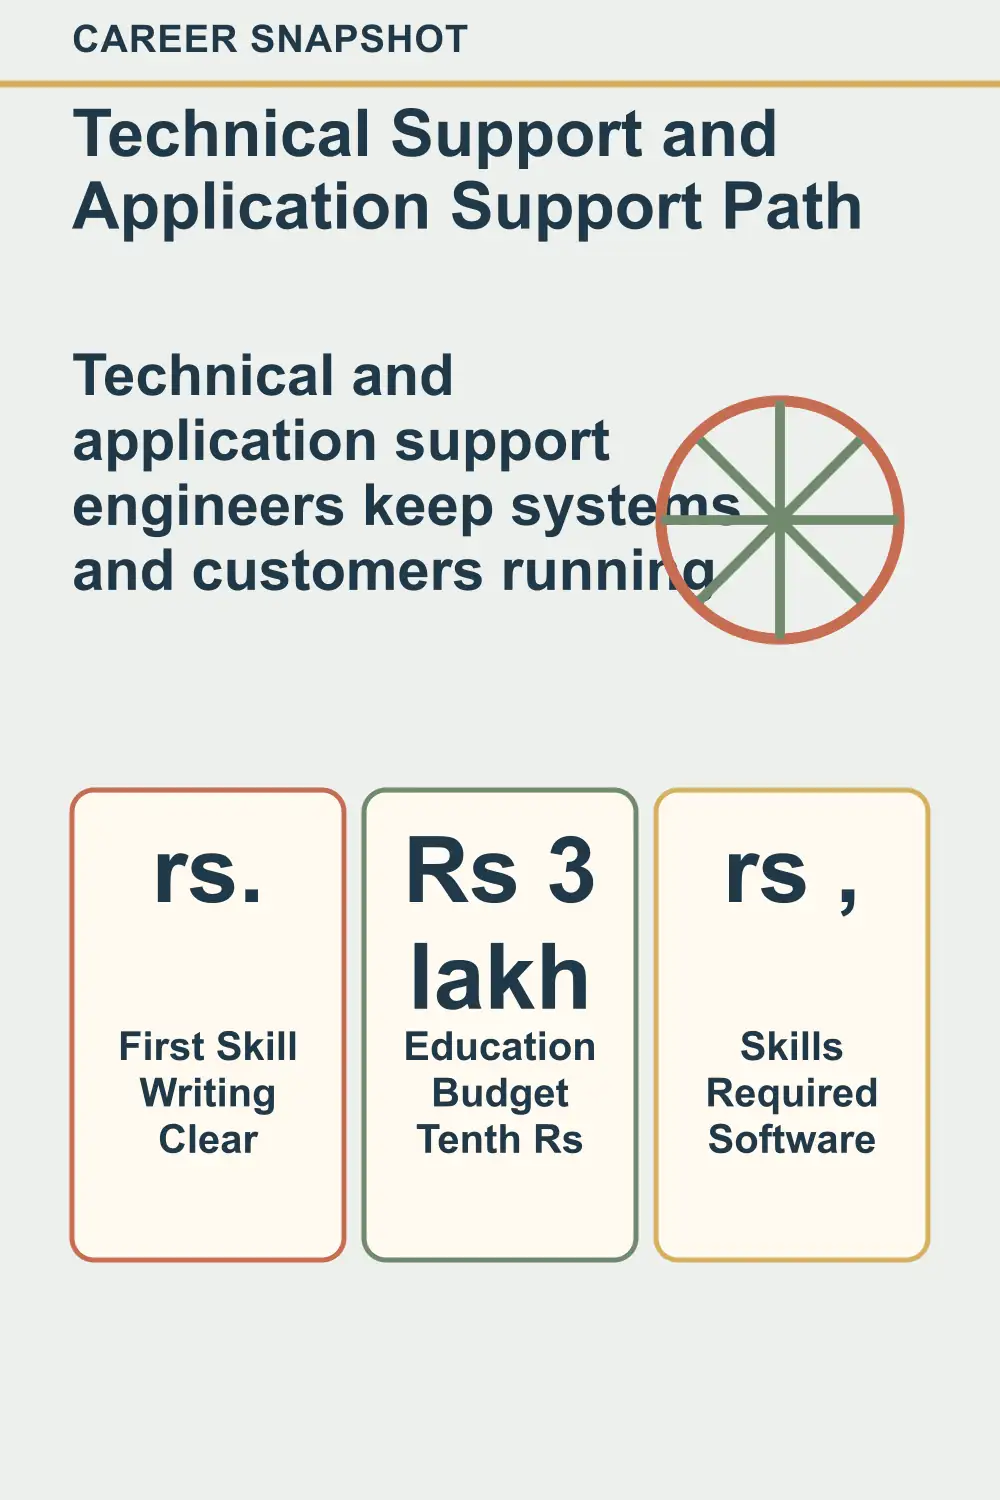 CAREER SNAPSHOT
Technical Support and
Application Support Path
Technical and
application support
engineers keep systems
and customers running
rs.
First Skill
Writing
Clear
Rs 3
lakh
Education
Budget
Tenth Rs
rs ,
Skills
Required
Software